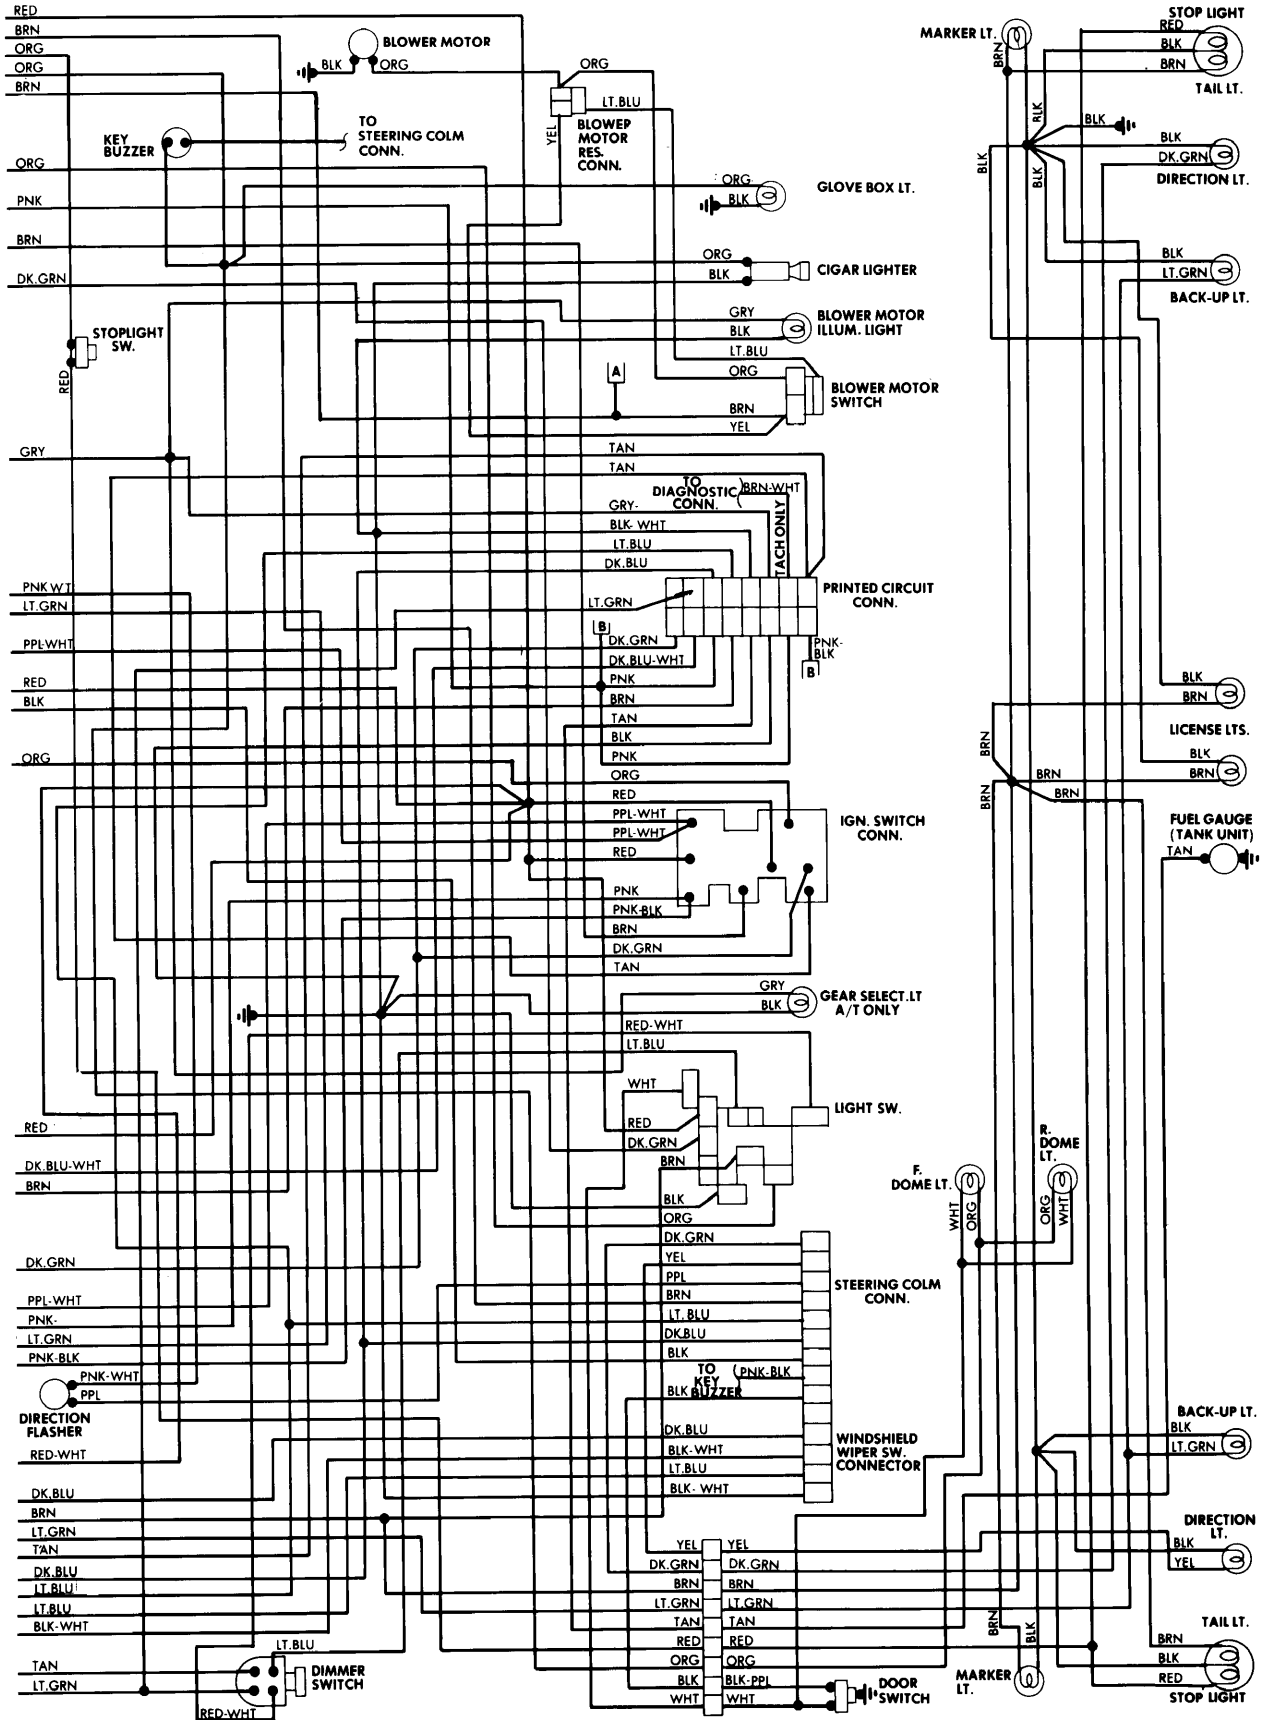 RED
BRN
ORG
ORG
BRN
BLK
ORG
BLOWER MOTOR
ORG
LT.BLU
YEL
BLOWER
MOTOR
RES.
CONN.
KEY
BUZZER
TO
STEERING COLM
CONN.
ORG
PNK
BRN
DK.GRN
ORG
BLK
GLOVE BOX LT.
ORG
BLK
CIGAR LIGHTER
GRY
BLK
BLOWER MOTOR
ILLUM. LIGHT
STOPLIGHT
SW.
RED
A
LT.BLU
ORG
BRN
YEL
BLOWER MOTOR
SWITCH
GRY
TAN
TAN
TO
DIAGNOSTIC
CONN.
BRN-WHT
TACH ONLY
GRY-
BLK-WHT
LT.BLU
DK.BLU
LT.GRN
PRINTED CIRCUIT
CONN.
PNK WT
LT.GRN
PPL-WHT
RED
BLK
ORG
B
DK.GRN
DK.BLU-WHT
PNK
BRN
TAN
BLK
PNK
PNK-
BLK
B
ORG
RED
PPL-WHT
PPL-WHT
RED
PNK
PNK-BLK
BRN
DK.GRN
TAN
IGN. SWITCH
CONN.
GRY
BLK
GEAR SELECT.LT
A/T ONLY
RED-WHT
LT.BLU
WHT
RED
DK.GRN
BRN
BLK
ORG
LIGHT SW.
RED
DK.BLU-WHT
BRN
DK.GRN
PPL-WHT
PNK-
LT.GRN
PNK-BLK
PNK-WHT
PPL
DIRECTION
FLASHER
RED-WHT
DK.GRN
YEL
PPL
BRN
LT.BLU
DK.BLU
BLK
STEERING COLM
CONN.
TO
KEY
BUZZER
PNK-BLK
BLK
DK.BLU
BLK-WHT
LT.BLU
BLK-WHT
WINDSHIELD
WIPER SW.
CONNECTOR
DK.BLU
BRN
LT.GRN
TAN
DK.BLU
LT.BLU
LT.BLU
BLK-WHT
TAN
LT.GRN
LT.BLU
RED-WHT
DIMMER
SWITCH
YEL YEL
DK.GRN DK.GRN
BRN BRN
LT.GRN LT.GRN
TAN TAN
RED RED
ORG ORG
BLK BLK-PPL
WHT WHT
DOOR
SWITCH
MARKER LT.
BRN
STOP LIGHT
RED
BLK
BRN
TAIL LT.
BLK
BLK
BLK
BLK
BLK
DK.GRN
DIRECTION LT.
BLK
LT.GRN
BACK-UP LT.
BLK
BRN
LICENSE LTS.
BLK
BRN
BRN
BRN
BRN
BRN
FUEL GAUGE
(TANK UNIT)
TAN
R.
DOME
LT.
F.
DOME LT.
WHT
ORG
ORG
WHT
BACK-UP LT.
BLK
LT.GRN
DIRECTION
LT.
BLK
YEL
BRN
BLK
MARKER
LT.
TAIL LT.
BRN
BLK
RED
STOP LIGHT